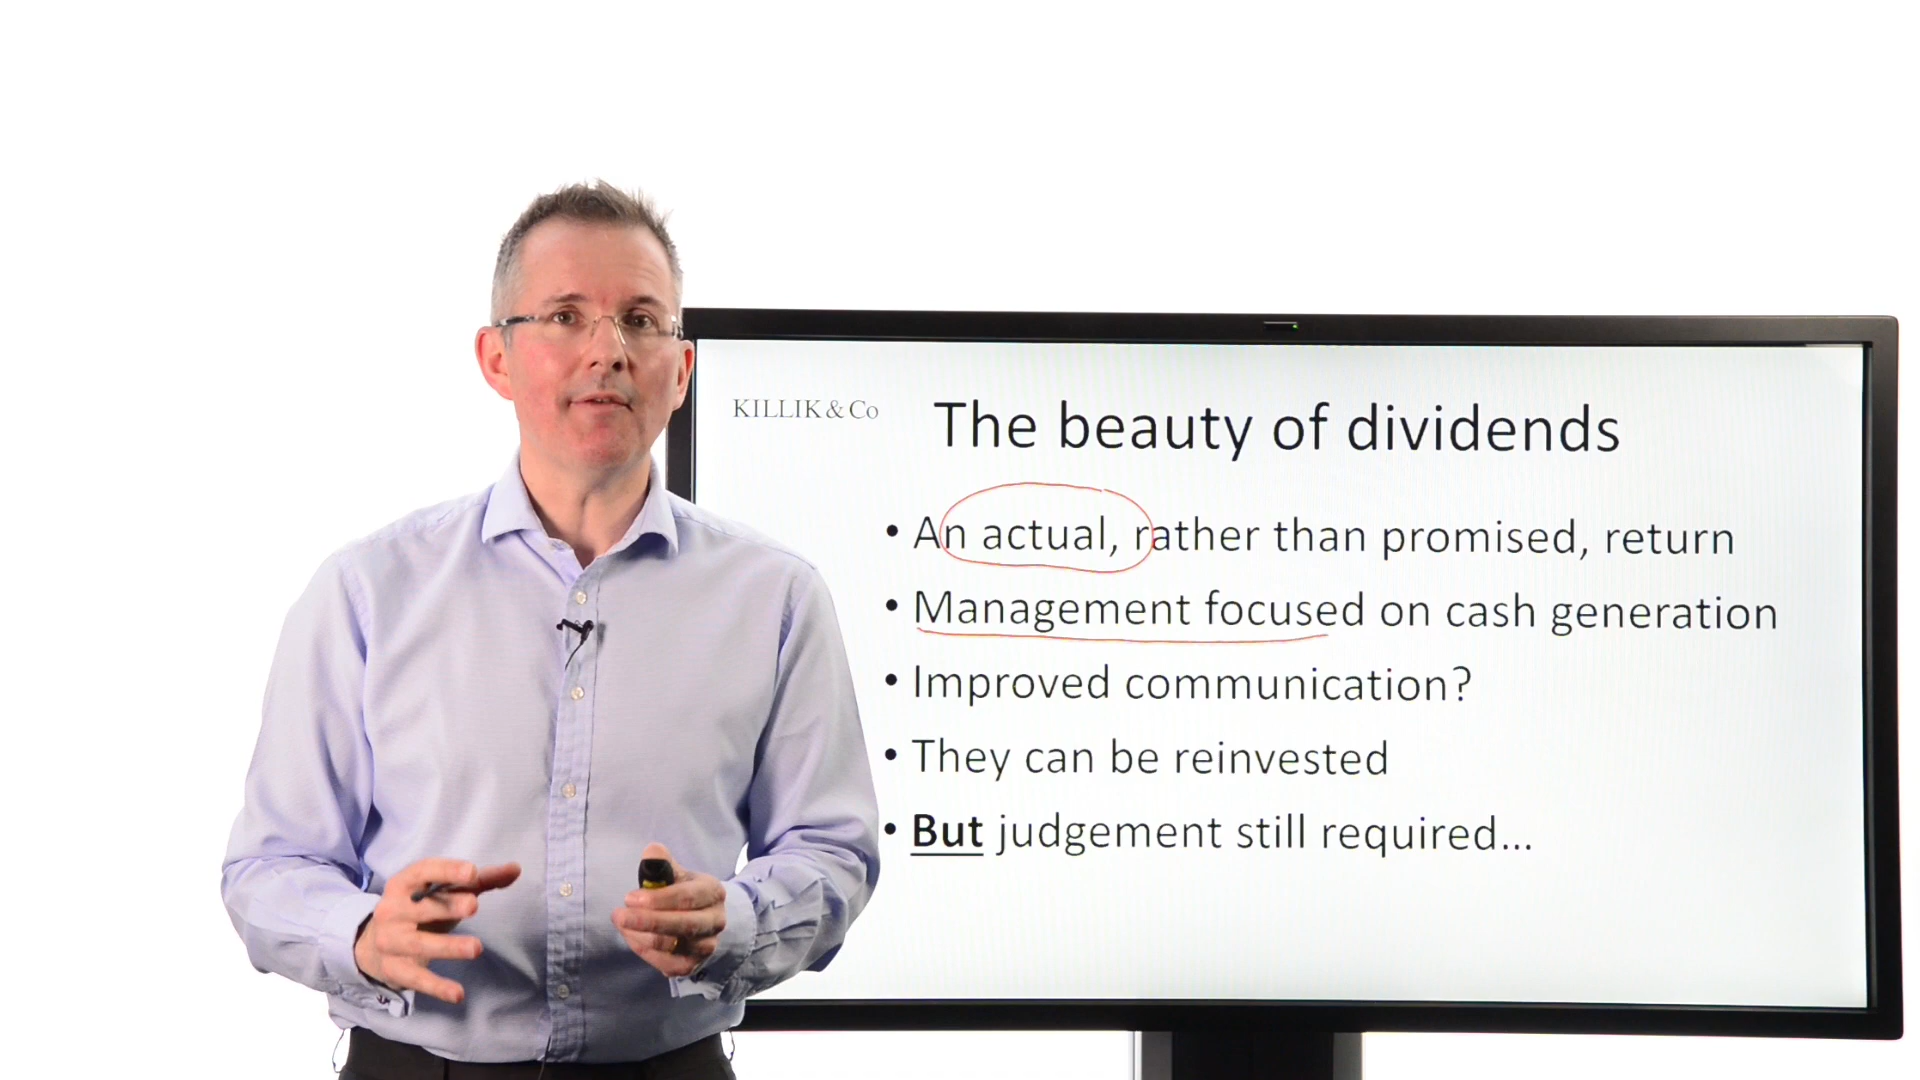 KILLIK & Co
The beauty of dividends
• An actual, rather than promised, return
• Management focused on cash generation
• Improved communication?
• They can be reinvested
• But judgement still required...